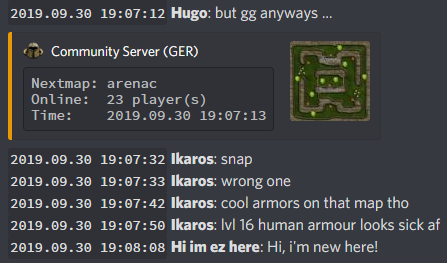 2019.09.30 19:07:12 Hugo: but gg anyways ...
Community Server (GER)
Nextmap: arenac
Online: 23 player(s)
Time: 2019.09.30 19:07:13
2019.09.30 19:07:32 Ikaros: snap
2019.09.30 19:07:33 Ikaros: wrong one
2019.09.30 19:07:42 Ikaros: cool armors on that map tho
2019.09.30 19:07:50 Ikaros: lvl 16 human armour looks sick af
2019.09.30 19:08:08 Hi im ez here: Hi, i'm new here!